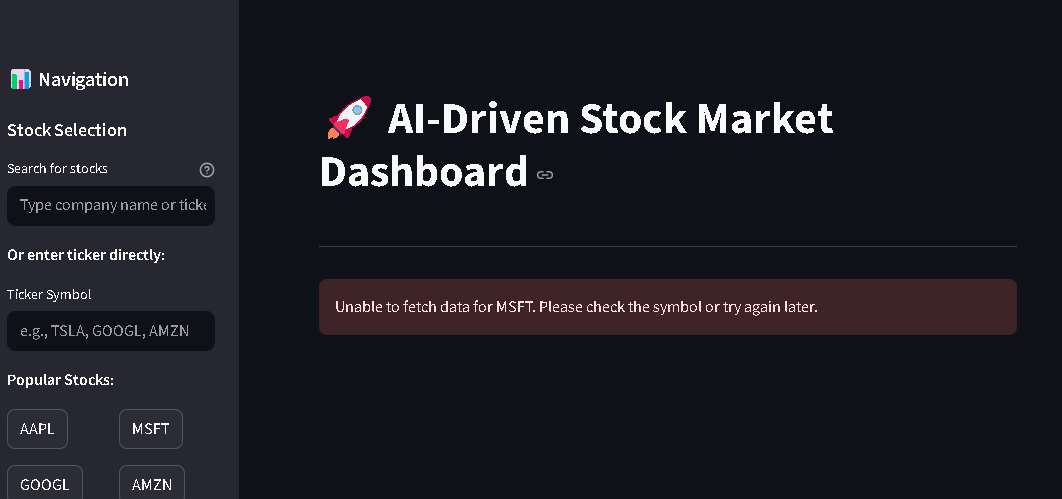 Navigation
Stock Selection
Search for stocks
Type company name or ticke
Or enter ticker directly:
Ticker Symbol
e.g., TSLA, GOOGL, AMZN
Popular Stocks:
AAPL MSFT
GOOGL AMZN
AI-Driven Stock Market
Dashboard
Unable to fetch data for MSFT. Please check the symbol or try again later.